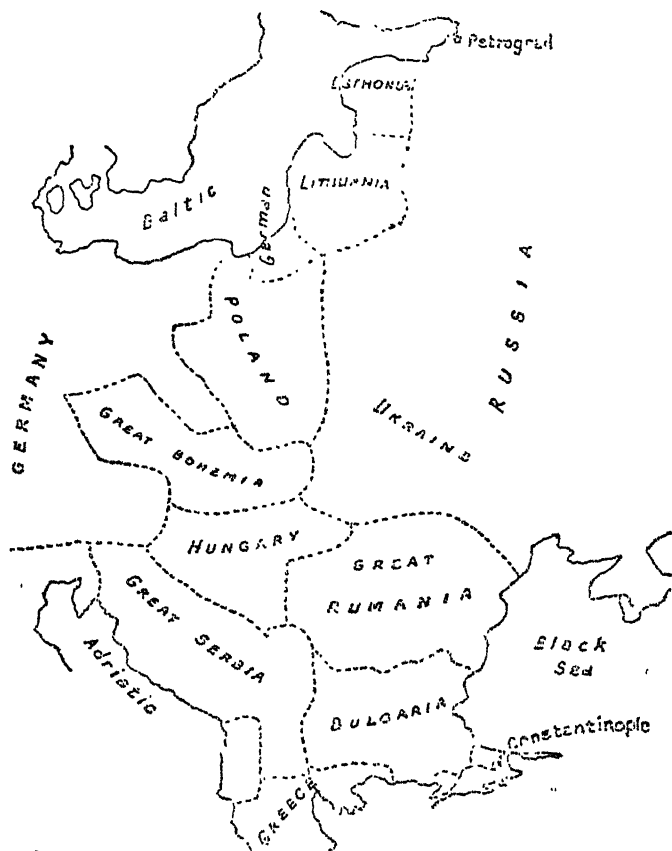 Petrograd
ESTHONIA
LITHUANIA
Baltic
German
POLAND
RUSSIA
GERMANY
UKRAINE
GREAT BOHEMIA
HUNGARY
GREAT
RUMANIA
GREAT SERBIA
Adriatic
Black
Sea
BULGARIA
Constantinople
GREECE